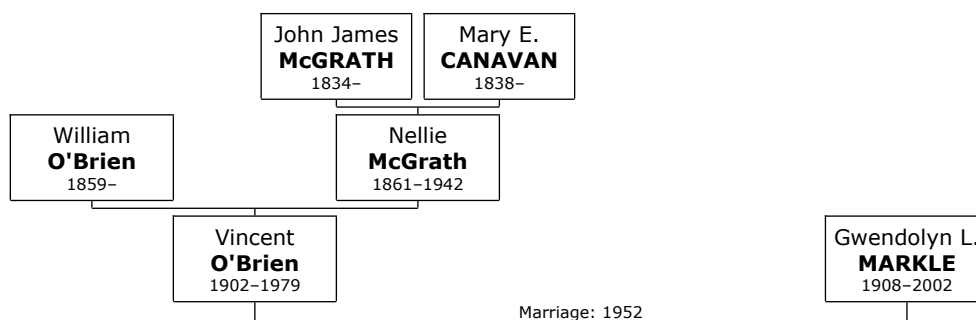 John James
McGRATH
1834–
Mary E.
CANAVAN
1838–
William
O'Brien
1859–
Nellie
McGrath
1861–1942
Vincent
O'Brien
1902–1979
Gwendolyn L.
MARKLE
1908–2002
Marriage: 1952